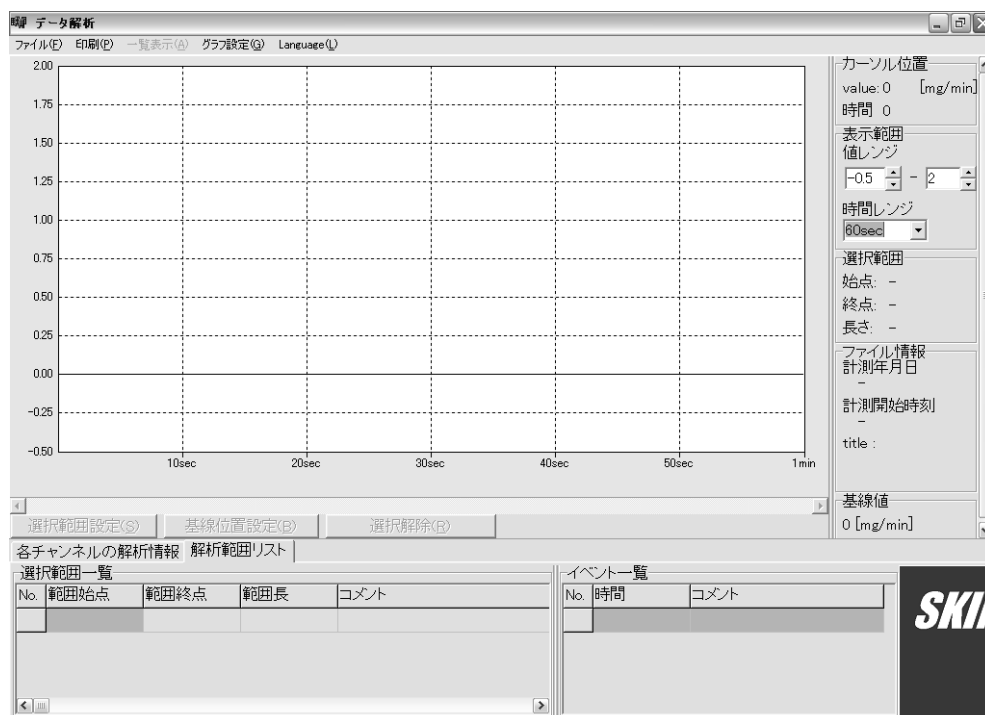 データ解析
ファイル(F) 印刷(P) 一覧表示(A) グラフ設定(G) Language(L)
2.00
1.75
1.50
1.25
1.00
0.75
0.50
0.25
0.00
-0.25
-0.50
10sec 20sec 30sec 40sec 50sec 1min
カーソル位置
value: 0 [mg/min]
時間 0
表示範囲
値レンジ
-0.5 - 2
時間レンジ
60sec
選択範囲
始点: -
終点: -
長さ: -
ファイル情報
計測年月日
-
計測開始時刻
-
title :
基線値
0 [mg/min]
選択範囲設定(S) 基線位置設定(B) 選択解除(R)
各チャンネルの解析情報 解析範囲リスト
選択範囲一覧
No. 範囲始点 範囲終点 範囲長 コメント
イベント一覧
No. 時間 コメント